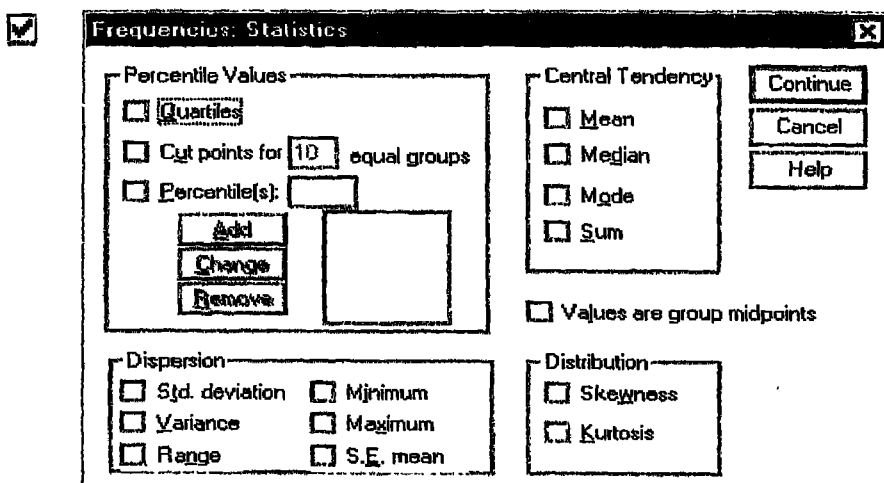 Frequencies: Statistics
Percentile Values
Quartiles
Cut points for 10 equal groups
Percentile(s):
Add
Change
Remove
Central Tendency
Mean
Median
Mode
Sum
Continue
Cancel
Help
Values are group midpoints
Dispersion
Std. deviation
Minimum
Variance
Maximum
Range
S.E. mean
Distribution
Skewness
Kurtosis